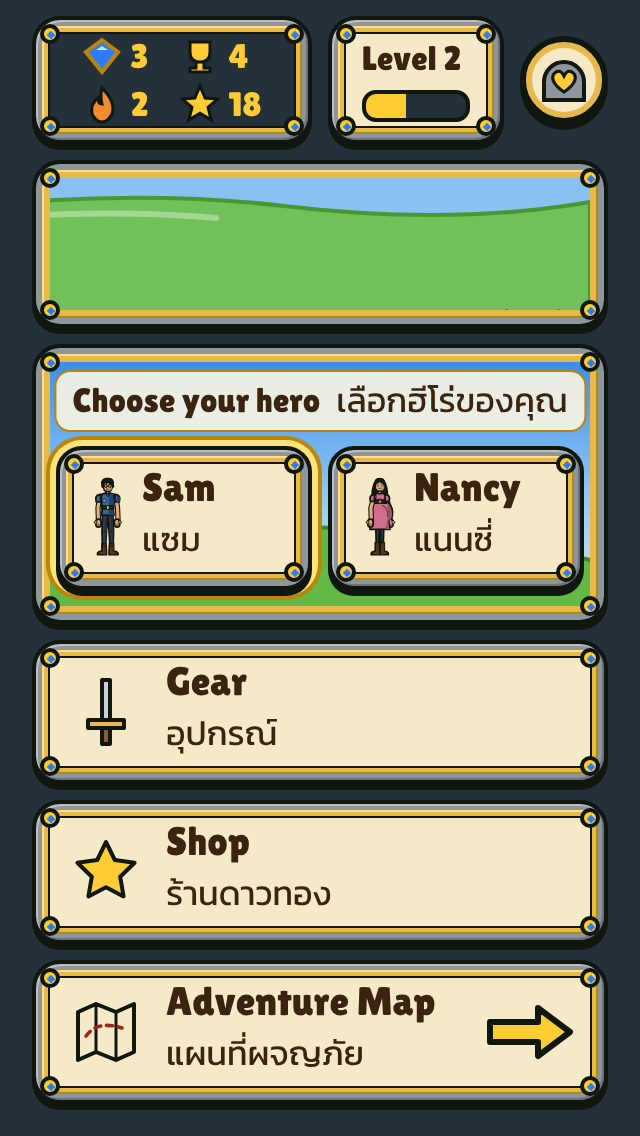 3 4
Level 2
2 18
Choose your hero เลือกฮีโร่ของคุณ
Sam
แซม
Nancy
แนนซี่
Gear
อุปกรณ์
Shop
ร้านดาวทอง
Adventure Map
แผนที่ผจญภัย